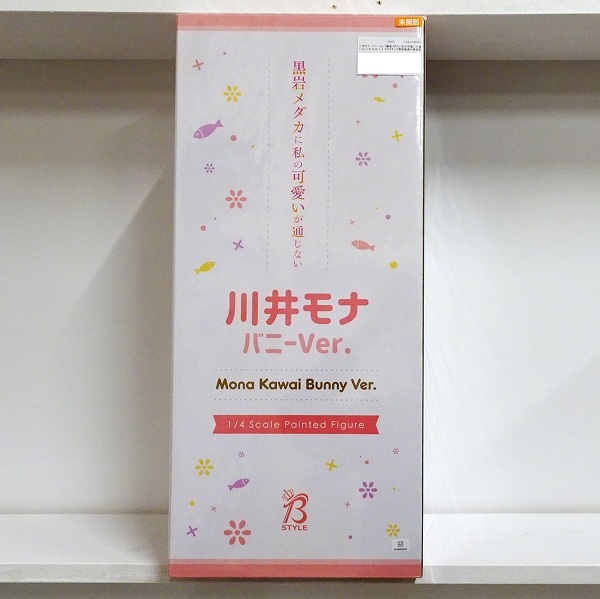 未開封
黒岩メダカに私の可愛いが通じない
川井モナ
バニーVer.
Mona Kawai Bunny Ver.
1/4 Scale Painted Figure
B
STYLE